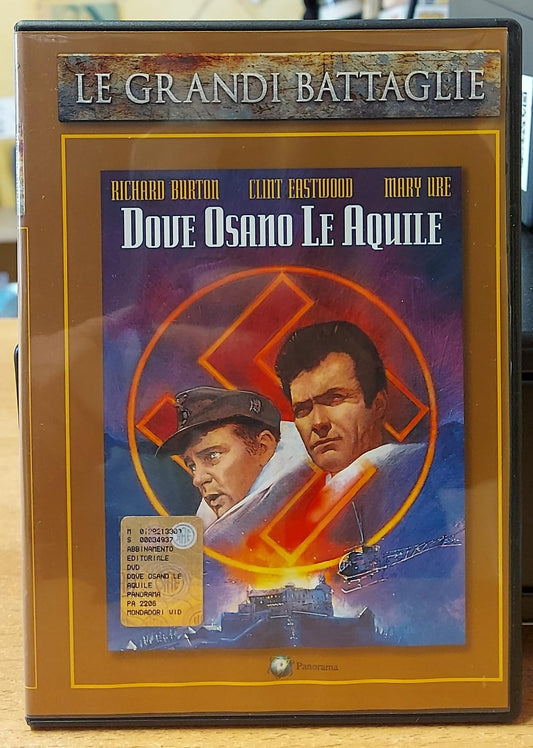 LE GRANDI BATTAGLIE
RICHARD BURTON CLINT EASTWOOD MARY URE
DOVE OSANO LE AQUILE
S 00034937
ABBINAMENTO
EDITORIALE
DVD
DOVE OSANO LE
AQUILE
PANORAMA
PA 2206
MONDADORI VID
Panorama